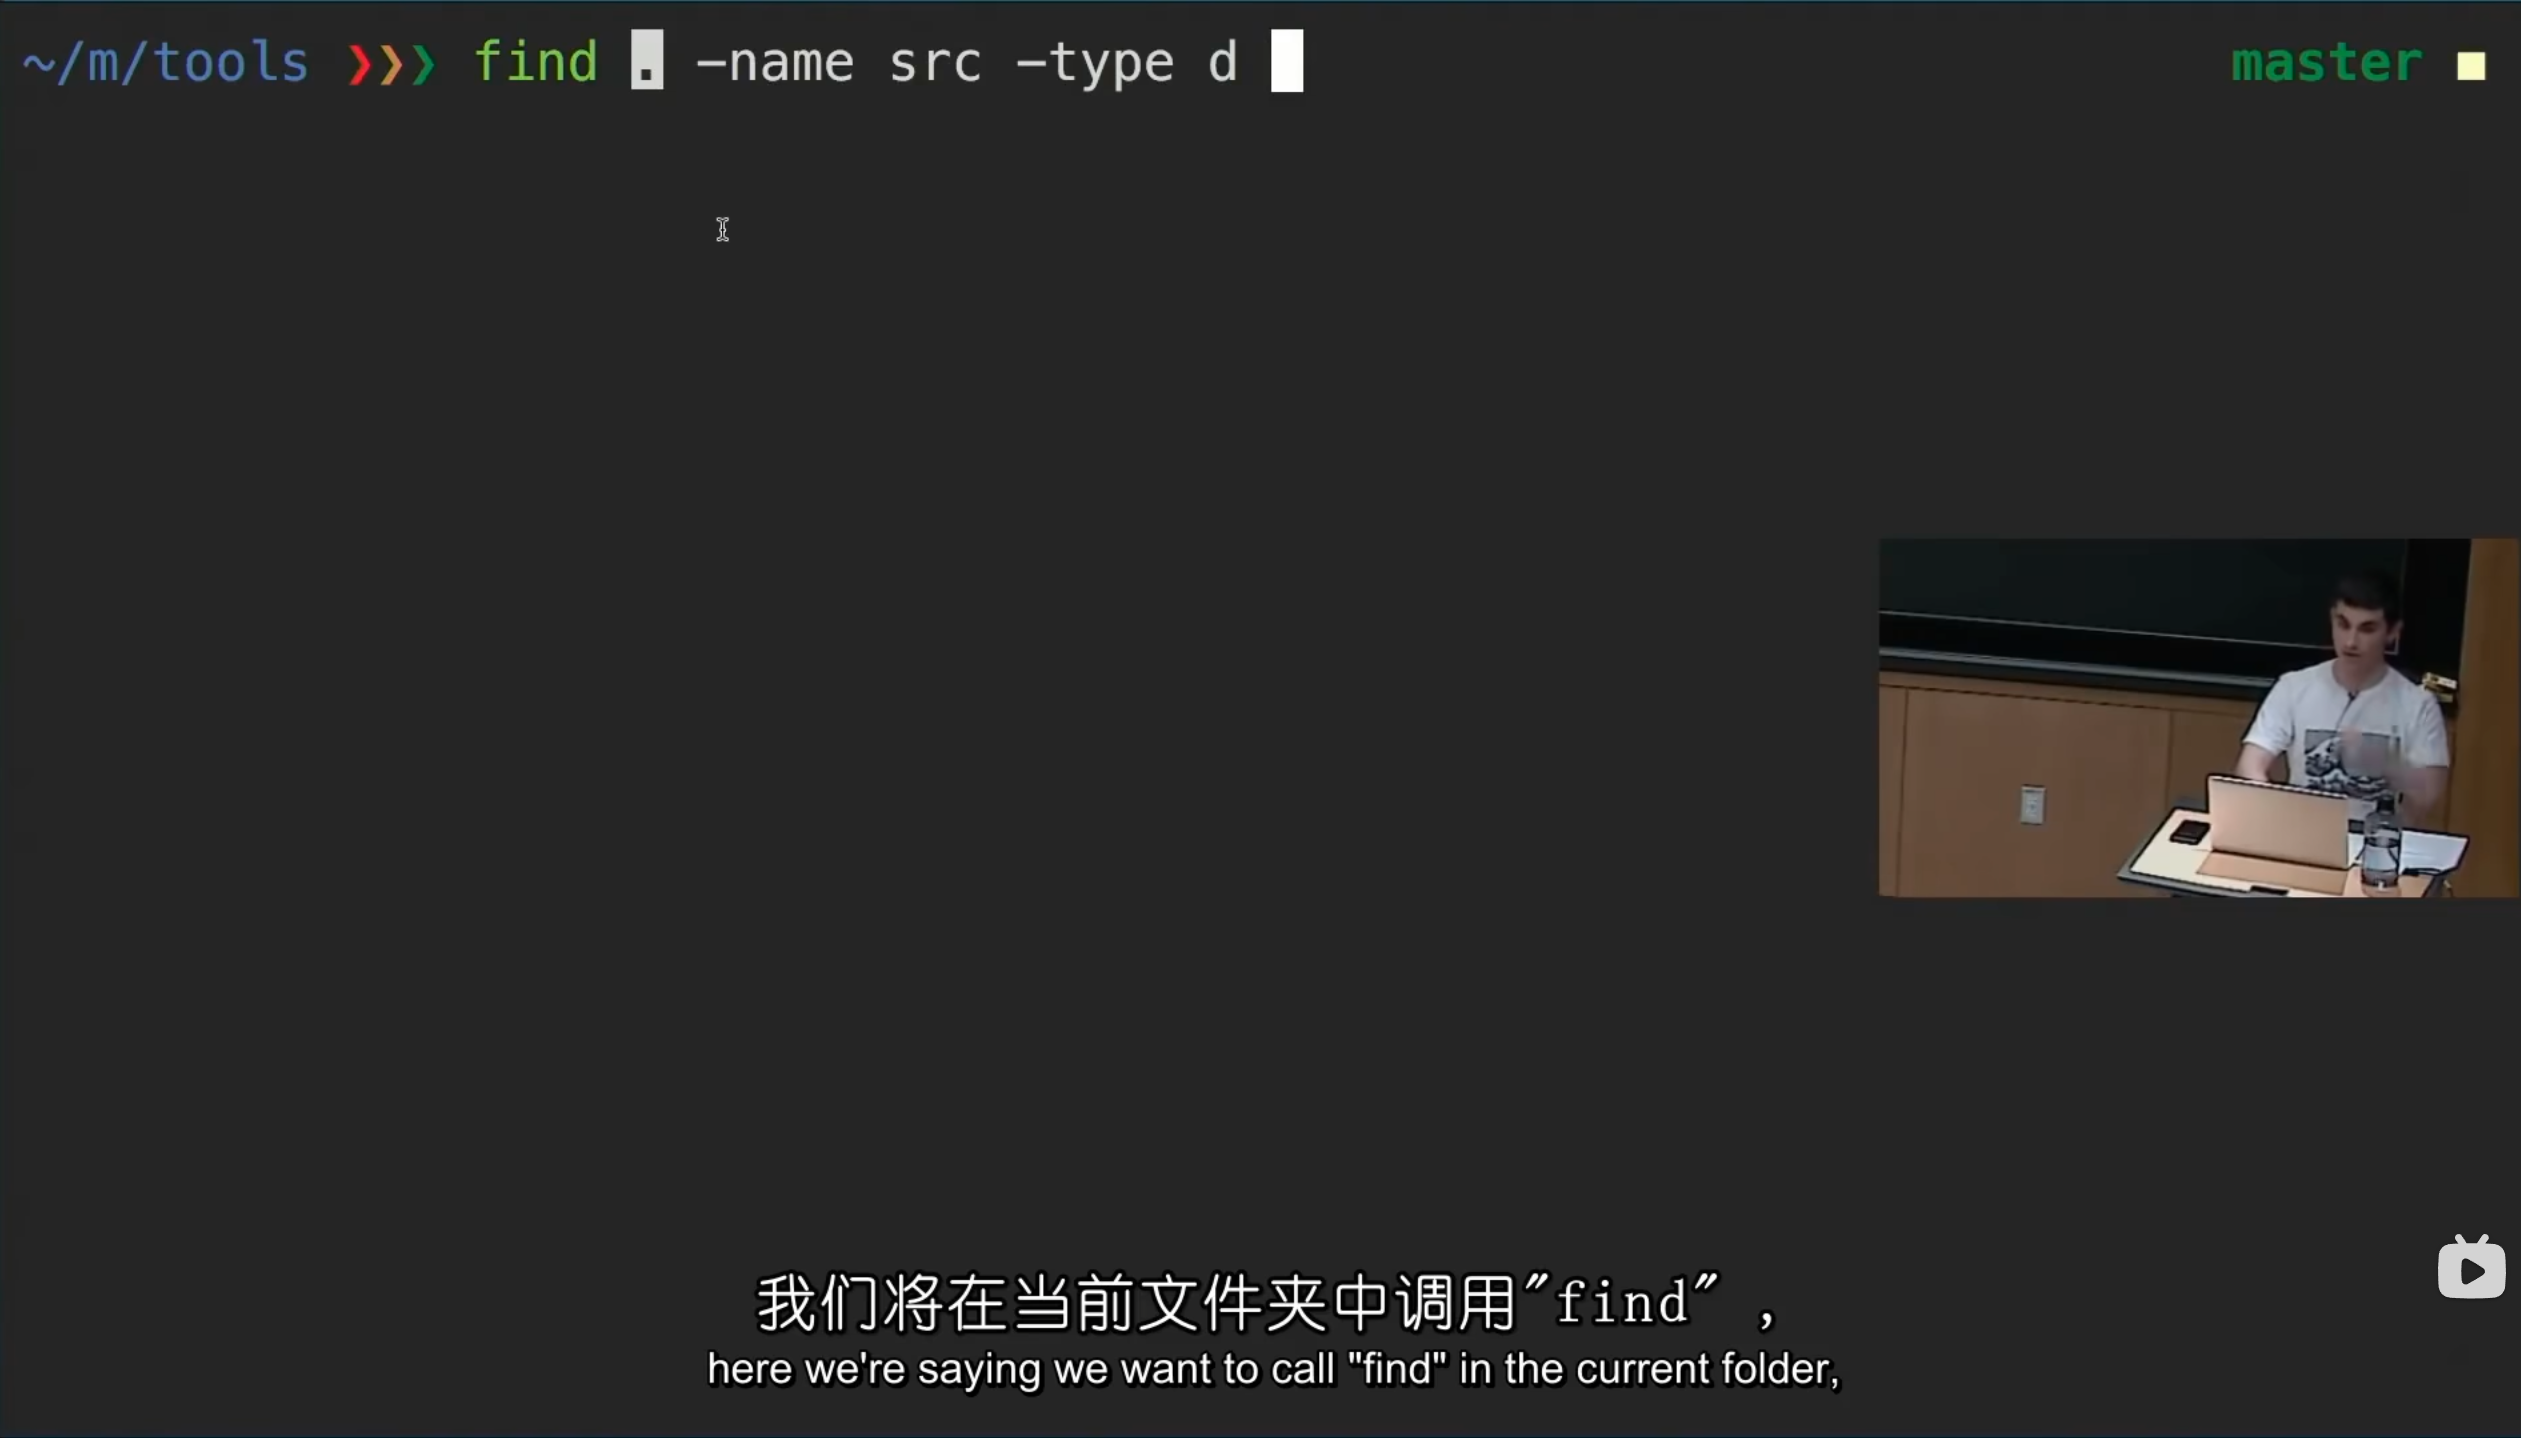 ~/m/tools ❯❯❯ find . -name src -type d master
我们将在当前文件夹中调用"find" ,
here we're saying we want to call "find" in the current folder,